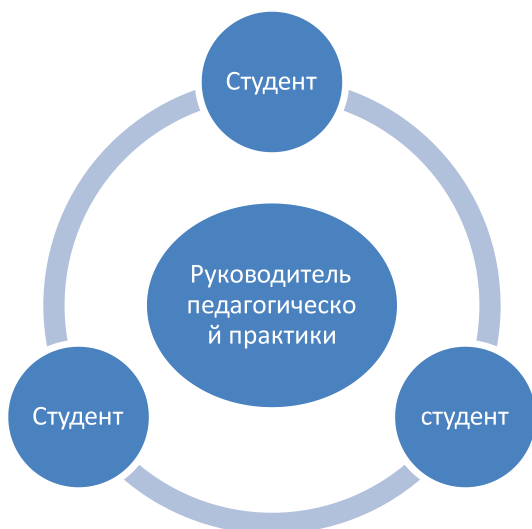 Студент
Руководитель
педагогическо
й практики
Студент
студент